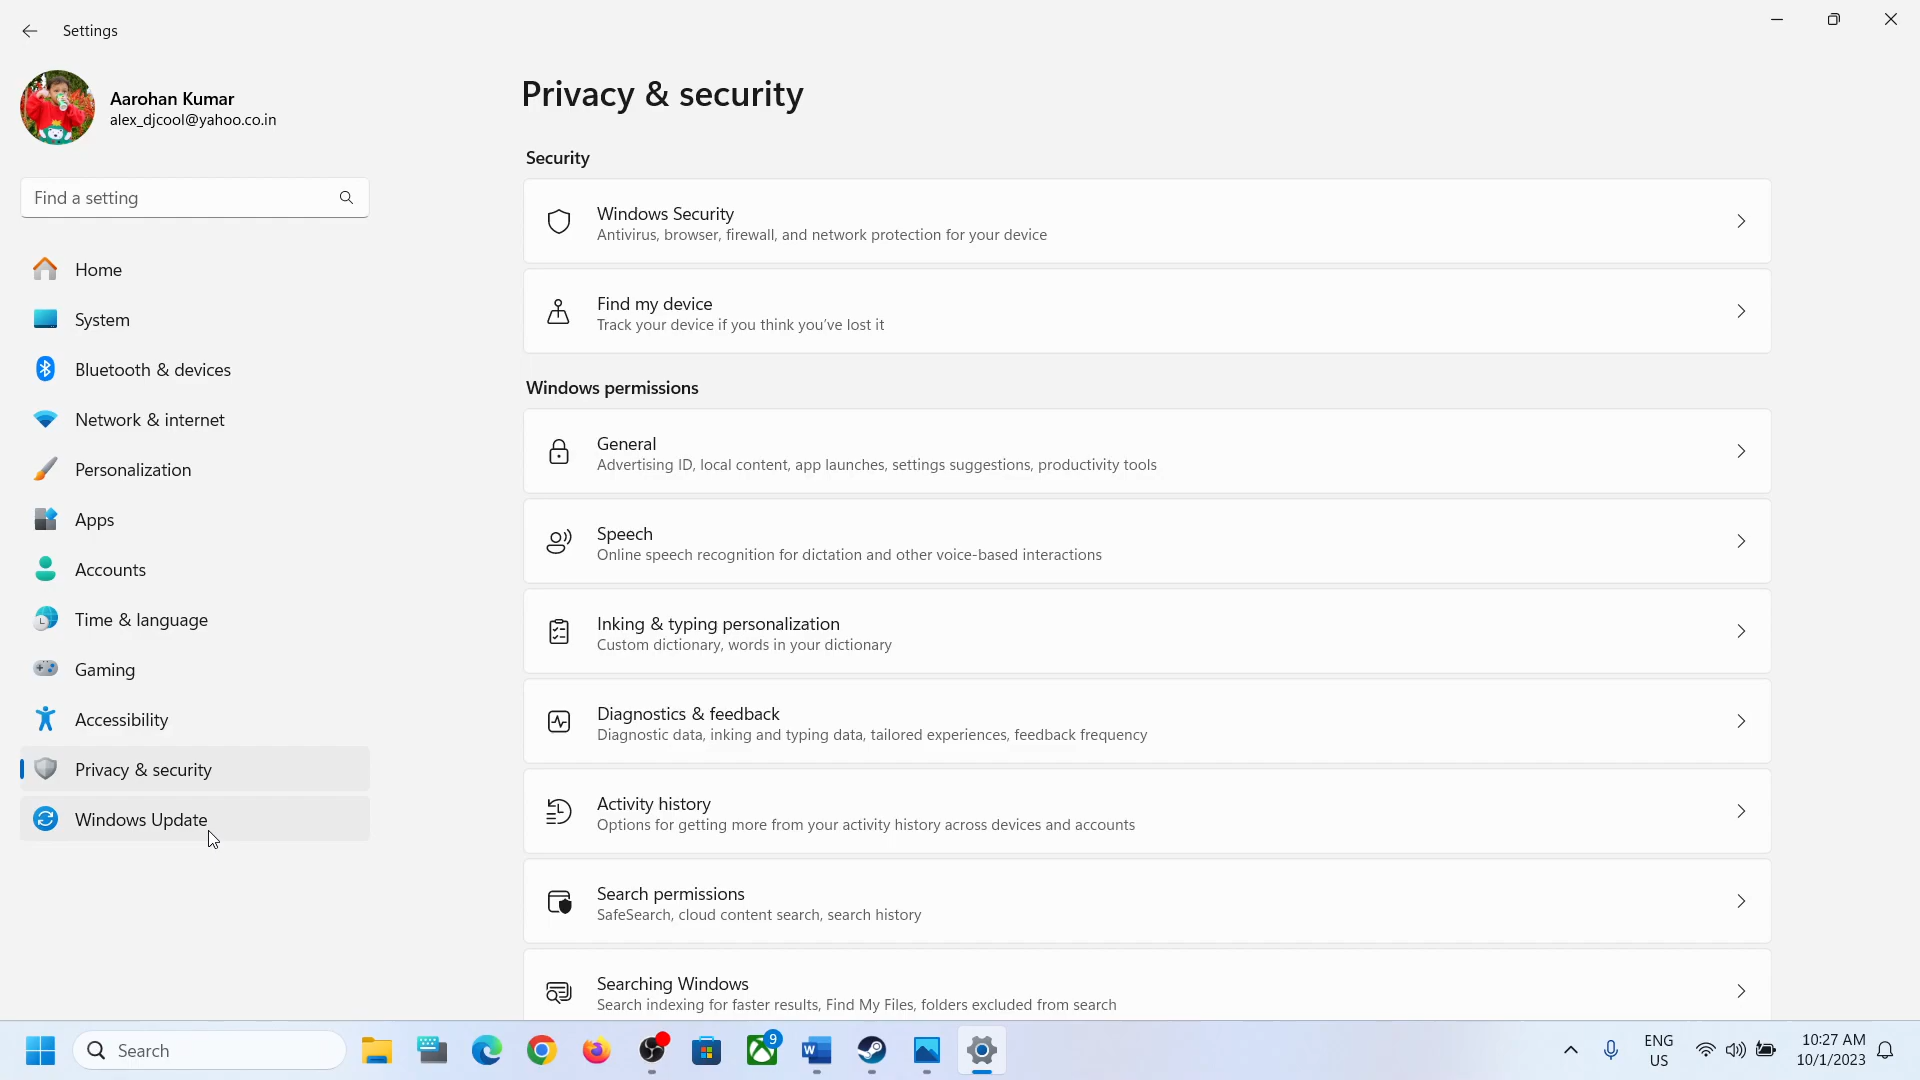 Settings
Aarohan Kumar
alex_djcool@yahoo.co.in
Find a setting
Home
System
Bluetooth & devices
Network & internet
Personalization
Apps
Accounts
Time & language
Gaming
Accessibility
Privacy & security
Windows Update
Privacy & security
Security
Windows Security
Antivirus, browser, firewall, and network protection for your device
Find my device
Track your device if you think you've lost it
Windows permissions
General
Advertising ID, local content, app launches, settings suggestions, productivity tools
Speech
Online speech recognition for dictation and other voice-based interactions
Inking & typing personalization
Custom dictionary, words in your dictionary
Diagnostics & feedback
Diagnostic data, inking and typing data, tailored experiences, feedback frequency
Activity history
Options for getting more from your activity history across devices and accounts
Search permissions
SafeSearch, cloud content search, search history
Searching Windows
Search indexing for faster results, Find My Files, folders excluded from search
Search
9
W
ENG
US
10:27 AM
10/1/2023